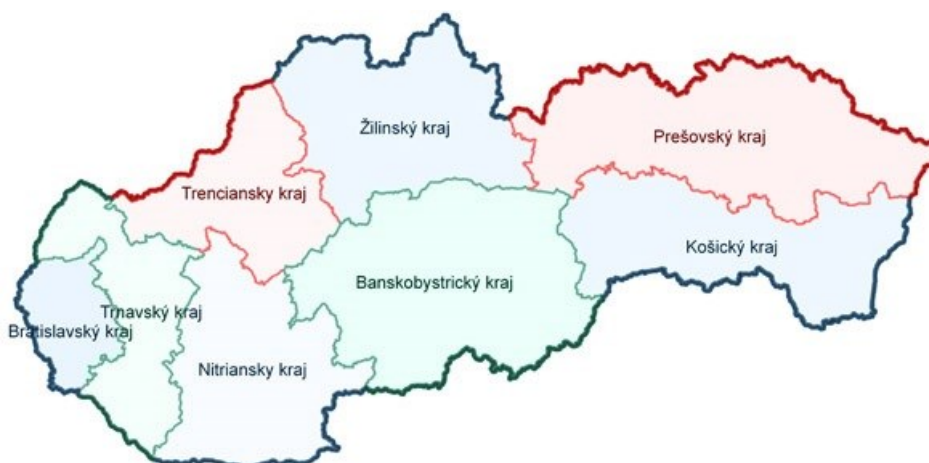 Žilinský kraj
Prešovský kraj
Trenciansky kraj
Košický kraj
Banskobystrický kraj
Trnavský kraj
Bratislavský kraj
Nitriansky kraj